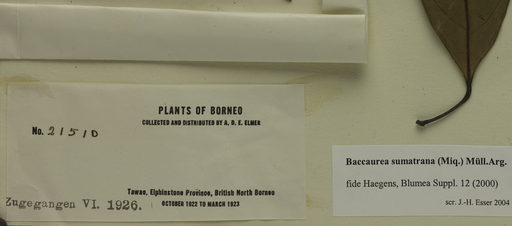 PLANTS OF BORNEO
COLLECTED AND DISTRIBUTED BY A. D. E. ELMER
No. 21510
Tawao, Elphinstone Province, British North Borneo
OCTOBER 1922 TO MARCH 1923
Zugegangen VI. 1926.
Baccaurea sumatrana (Miq.) Müll.Arg.
fide Haegens, Blumea Suppl. 12 (2000)
scr. J.-H. Esser 2004